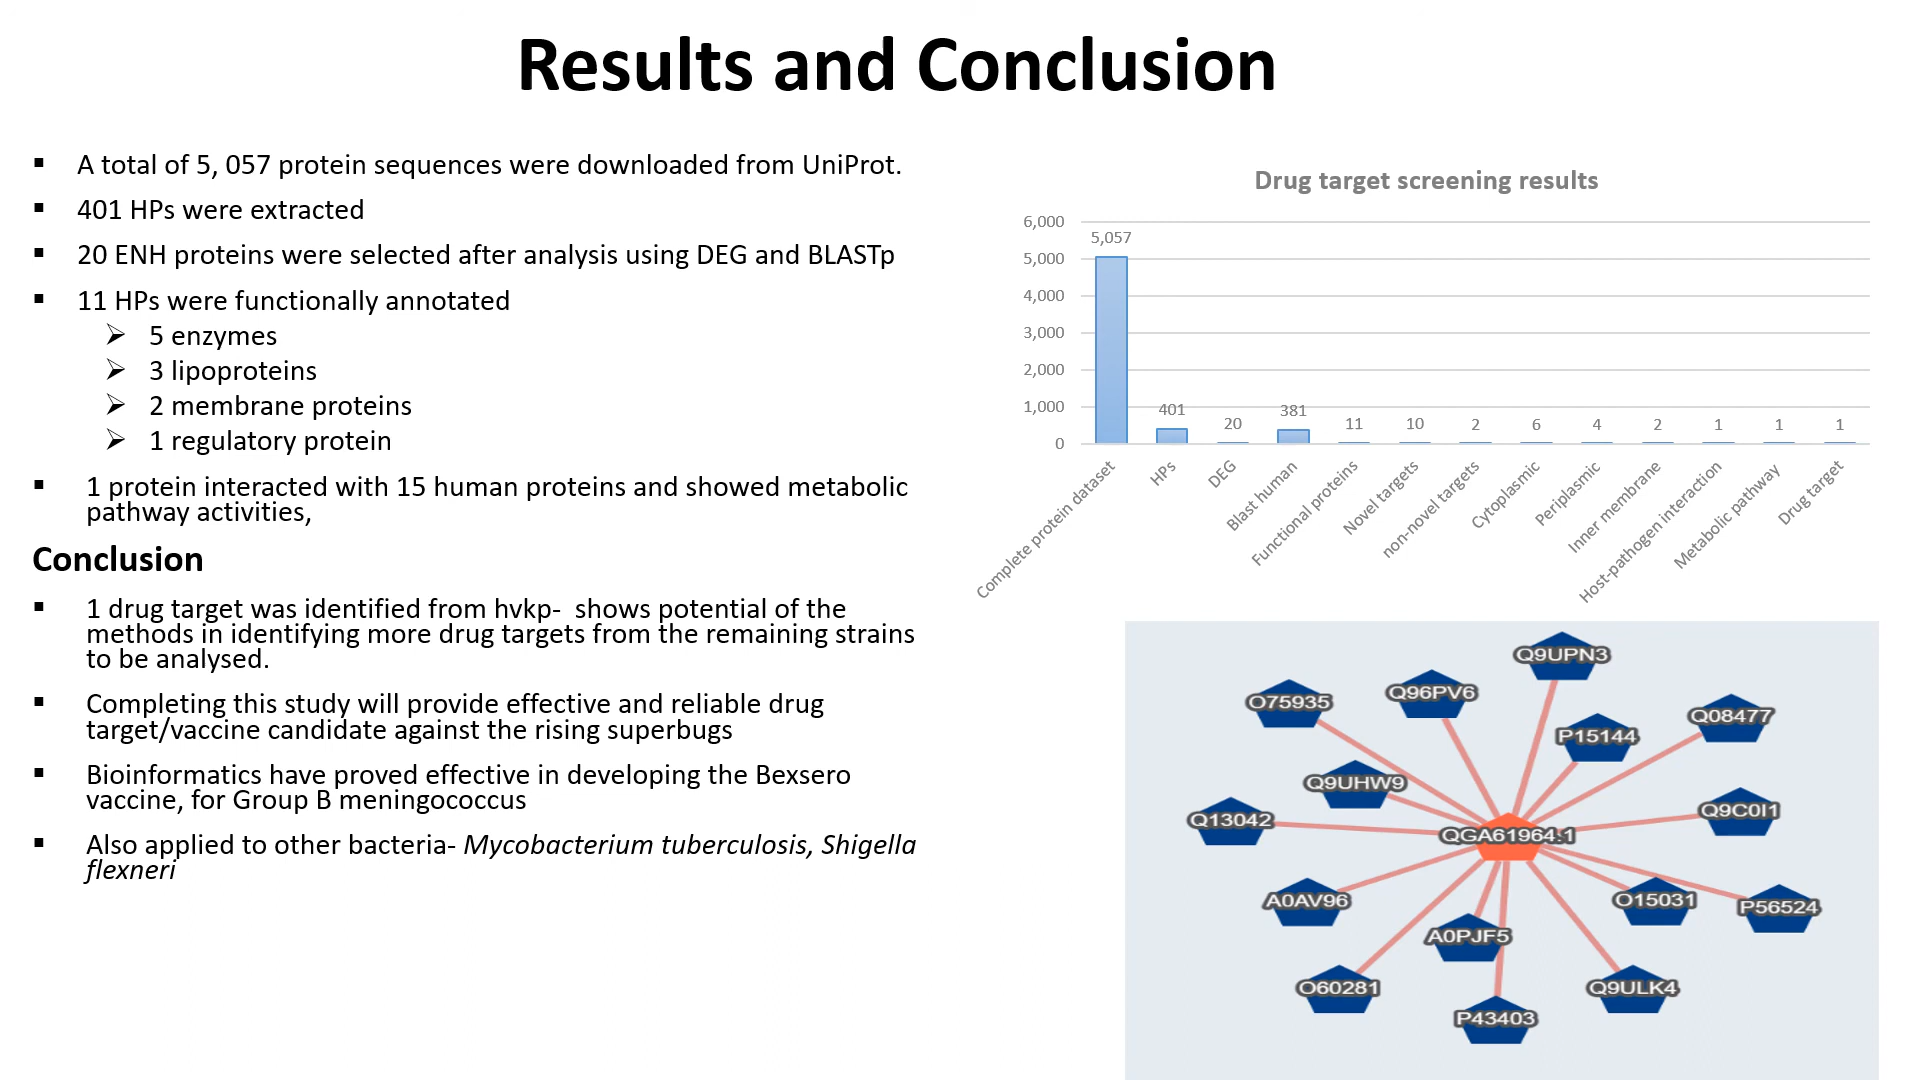 Results and Conclusion
▪ A total of 5, 057 protein sequences were downloaded from UniProt.
▪ 401 HPs were extracted
▪ 20 ENH proteins were selected after analysis using DEG and BLASTp
▪ 11 HPs were functionally annotated
➢ 5 enzymes
➢ 3 lipoproteins
➢ 2 membrane proteins
➢ 1 regulatory protein
▪ 1 protein interacted with 15 human proteins and showed metabolic
pathway activities,
Conclusion
▪ 1 drug target was identified from hvkp- shows potential of the
methods in identifying more drug targets from the remaining strains
to be analysed.
▪ Completing this study will provide effective and reliable drug
target/vaccine candidate against the rising superbugs
▪ Bioinformatics have proved effective in developing the Bexsero
vaccine, for Group B meningococcus
▪ Also applied to other bacteria- Mycobacterium tuberculosis, Shigella
flexneri
Drug target screening results
6,000
5,000
4,000
3,000
2,000
1,000
0
5,057
401
20
381
11
10
2
6
4
2
1
1
1
Complete protein dataset
HPs
DEG
Blast human
Functional proteins
Novel targets
non-novel targets
Cytoplasmic
Periplasmic
Inner membrane
Host-pathogen interaction
Metabolic pathway
Drug target
Q9UPN3
O75935
Q96PV6
Q08477
P15144
Q9UHW9
Q13042
Q9C0I1
QGA61964.1
A0AV96
O15031
P56524
A0PJF5
O60281
Q9ULK4
P43403